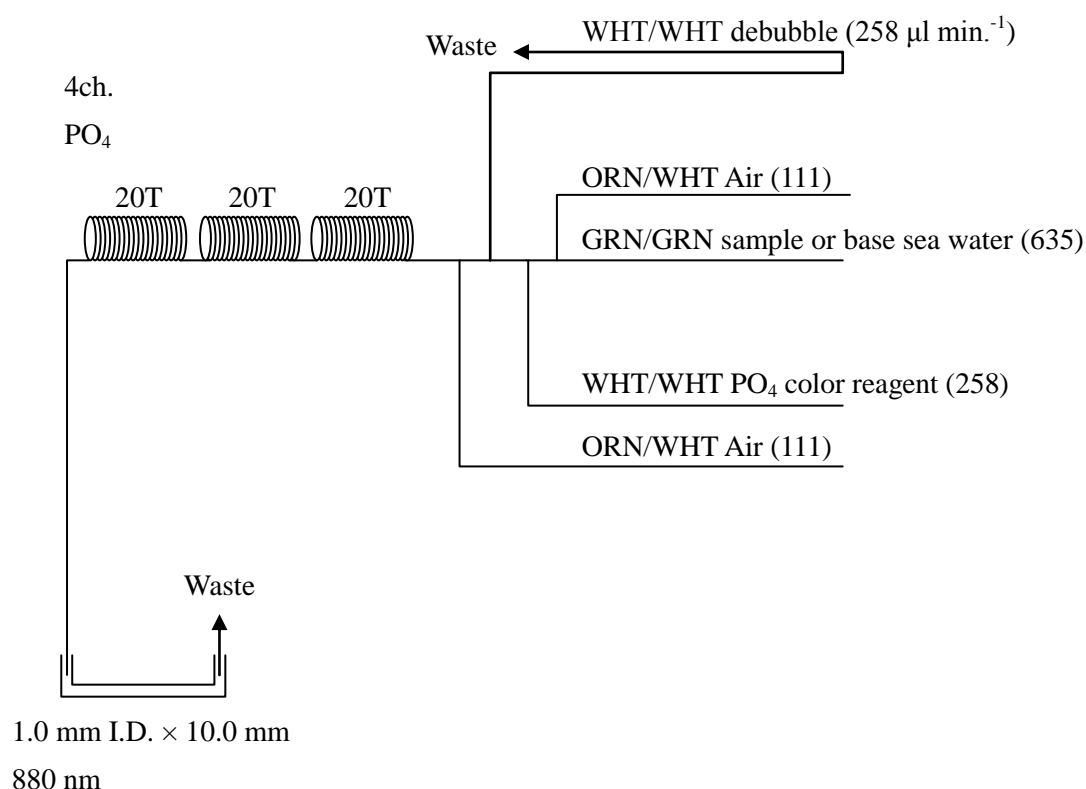 WHT/WHT debubble (258 μl min.⁻¹)
Waste
4ch.
PO₄
20T 20T 20T
ORN/WHT Air (111)
GRN/GRN sample or base sea water (635)
WHT/WHT PO₄ color reagent (258)
ORN/WHT Air (111)
Waste
1.0 mm I.D. × 10.0 mm
880 nm